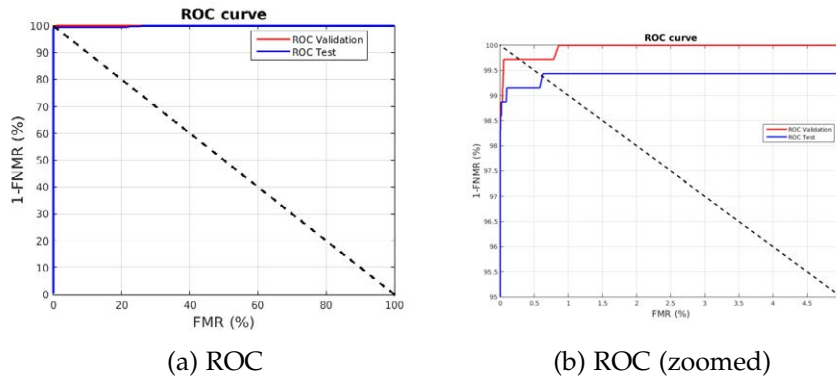 ROC curve
100
90
80
70
60
50
40
30
20
10
0
1-FNMR (%)
ROC Validation
ROC Test
0 20 40 60 80 100
FMR (%)
(a) ROC
ROC curve
100
99.5
99
98.5
98
97.5
97
96.5
96
95.5
95
1-FNMR (%)
ROC Validation
ROC Test
0 0.5 1 1.5 2 2.5 3 3.5 4 4.5
FMR (%)
(b) ROC (zoomed)